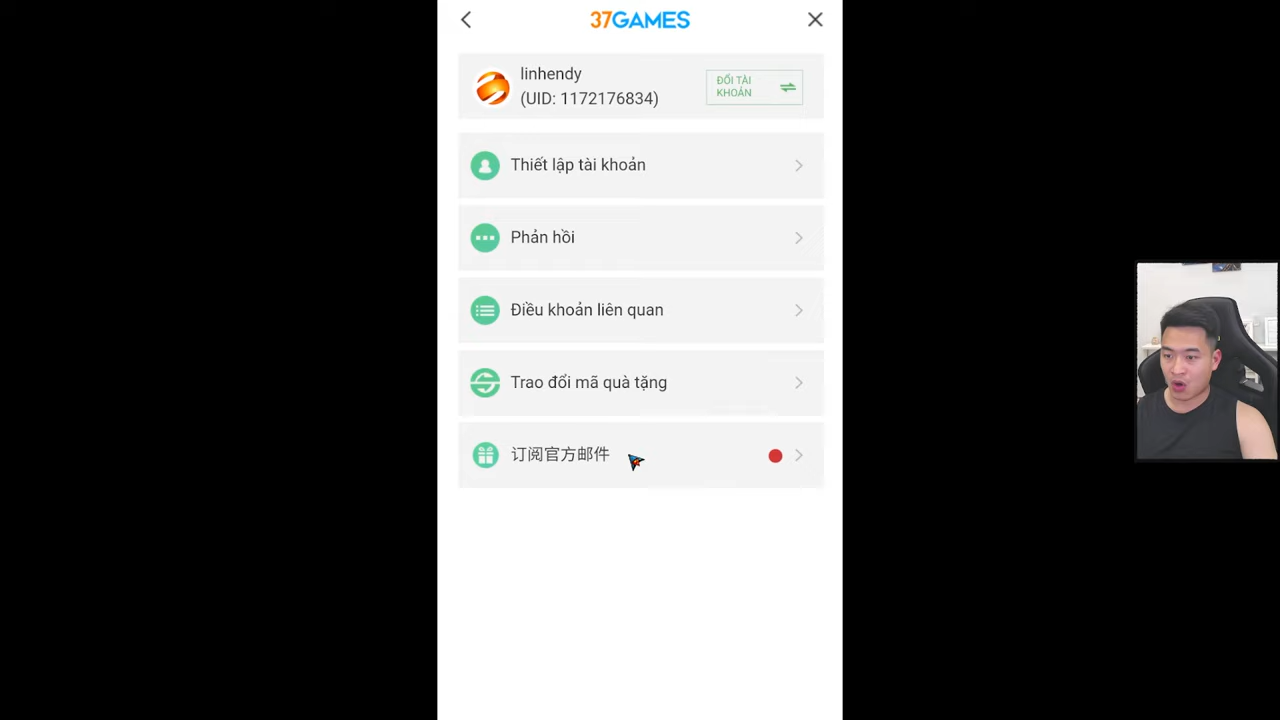 37GAMES
linhendy
(UID: 1172176834)
ĐỔI TÀI
KHOẢN
Thiết lập tài khoản
Phản hồi
Điều khoản liên quan
Trao đổi mã quà tặng
订阅官方邮件